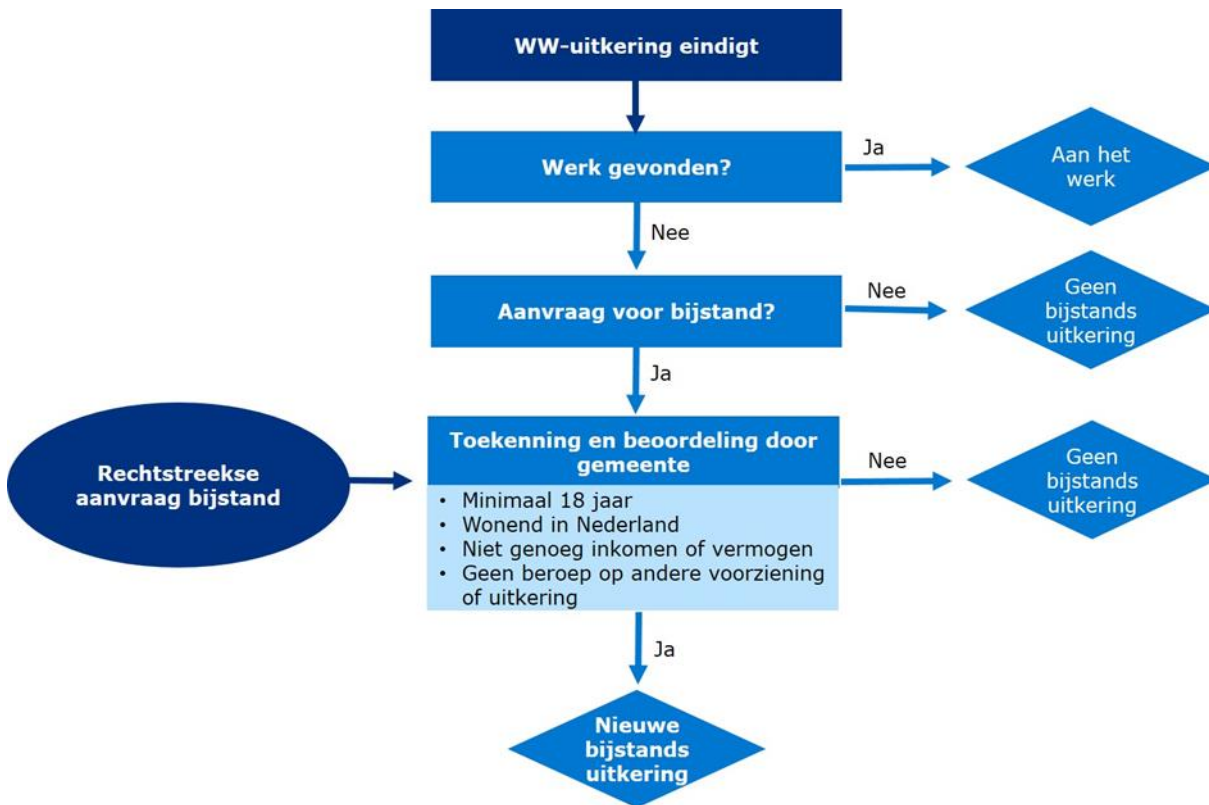 WW-uitkering eindigt
Werk gevonden?
Ja
Aan het
werk
Nee
Aanvraag voor bijstand?
Nee
Geen
bijstands
uitkering
Ja
Rechtstreekse
aanvraag bijstand
Toekenning en beoordeling door
gemeente
• Minimaal 18 jaar
• Wonend in Nederland
• Niet genoeg inkomen of vermogen
• Geen beroep op andere voorziening
of uitkering
Nee
Geen
bijstands
uitkering
Ja
Nieuwe
bijstands
uitkering